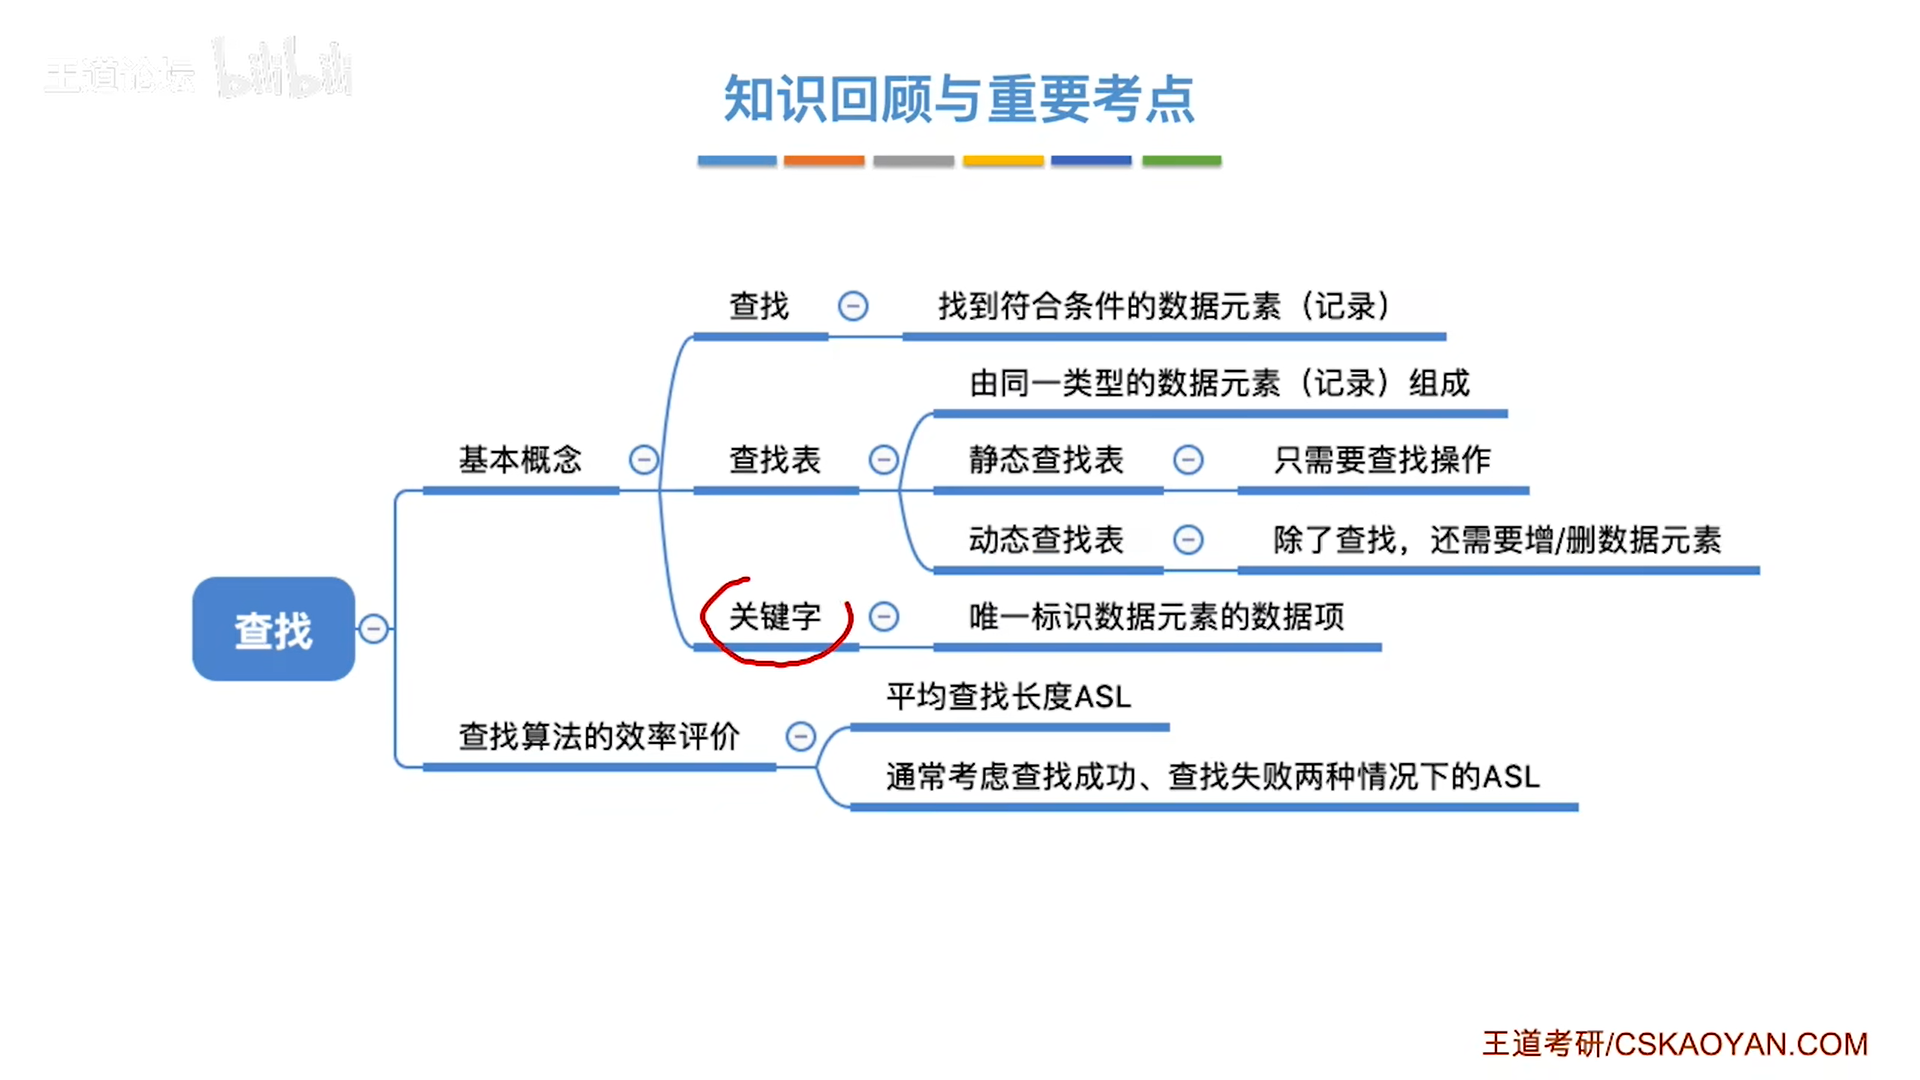 王道论坛 bilibili
知识回顾与重要考点
查找
基本概念
查找
找到符合条件的数据元素（记录）
查找表
由同一类型的数据元素（记录）组成
静态查找表
只需要查找操作
动态查找表
除了查找，还需要增/删数据元素
关键字
唯一标识数据元素的数据项
查找算法的效率评价
平均查找长度ASL
通常考虑查找成功、查找失败两种情况下的ASL
王道考研/CSKAOYAN.COM